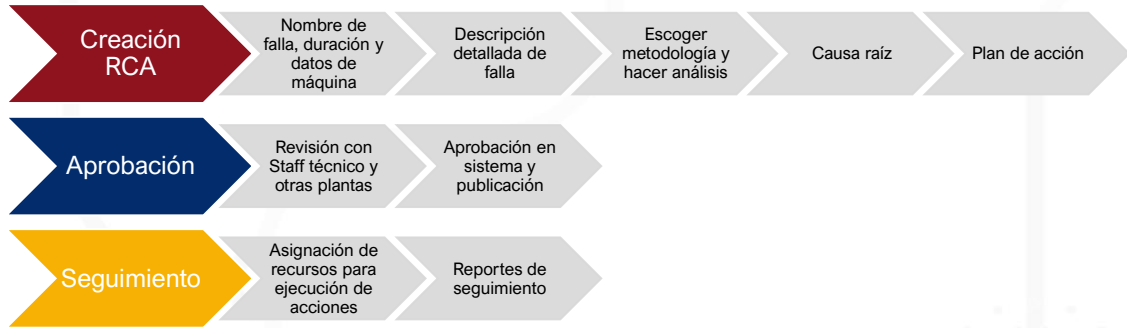 Creación
RCA
Nombre de
falla, duración y
datos de
máquina
Descripción
detallada de
falla
Escoger
metodología y
hacer análisis
Causa raíz
Plan de acción
Aprobación
Revisión con
Staff técnico y
otras plantas
Aprobación en
sistema y
publicación
Seguimiento
Asignación de
recursos para
ejecución de
acciones
Reportes de
seguimiento